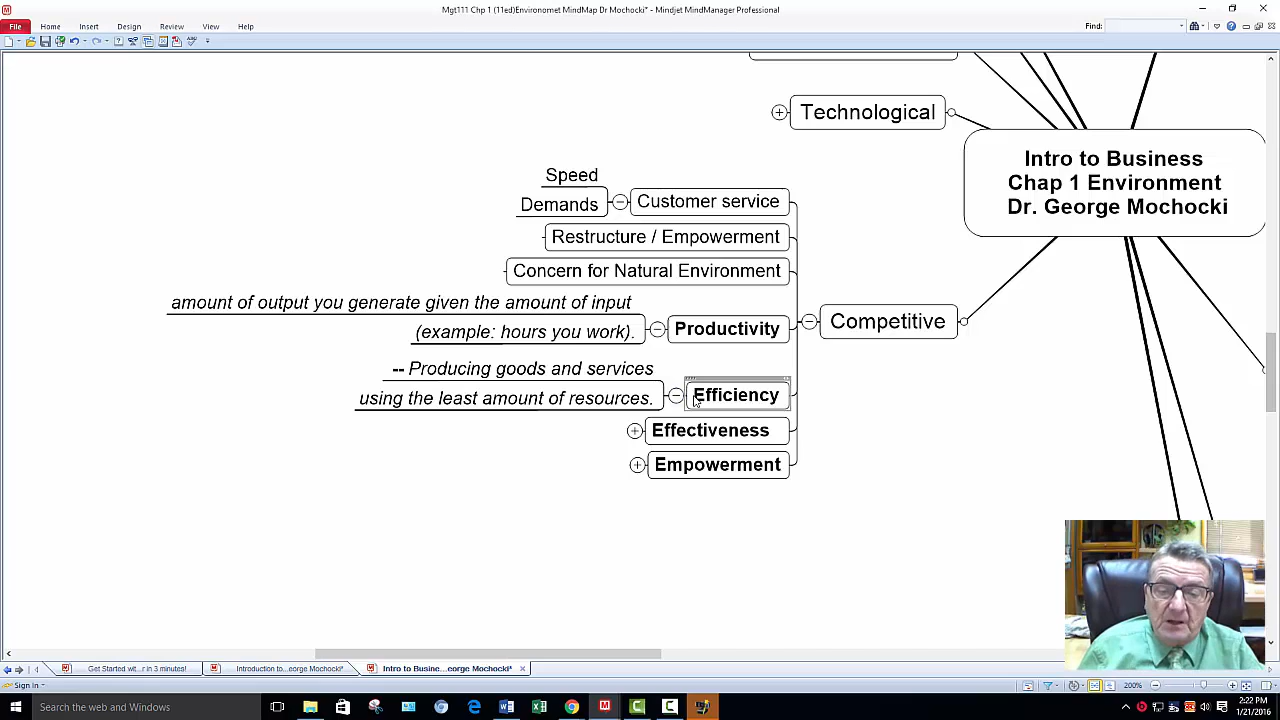 Mgt111 Chp 1 (11ed)Environomet MindMap Dr Mochocki* - Mindjet MindManager Professional
File Home Insert Design Review View Help Find:
Technological
Intro to Business
Chap 1 Environment
Dr. George Mochocki
Speed
Demands
Customer service
Restructure / Empowerment
Concern for Natural Environment
amount of output you generate given the amount of input
(example: hours you work).
Productivity
Competitive
-- Producing goods and services
using the least amount of resources.
Efficiency
Effectiveness
Empowerment
Get Started wit...r in 3 minutes! Introduction to...eorge Mochocki* Intro to Busine...eorge Mochocki*
Sign In 200%
Search the web and Windows
2:22 PM
1/21/2016